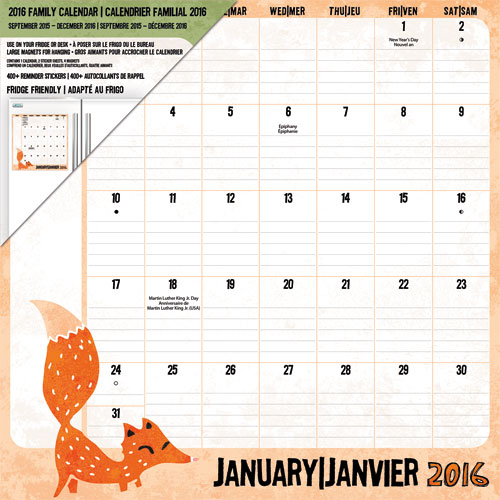 2016 FAMILY CALENDAR | CALENDRIER FAMILIAL 2016
SEPTEMBER 2015 – DECEMBER 2016 | SEPTEMBRE 2015 – DÉCEMBRE 2016
USE ON YOUR FRIDGE OR DESK • À POSER SUR LE FRIGO OU LE BUREAU
LARGE MAGNETS FOR HANGING • GROS AIMANTS POUR ACCROCHER LE CALENDRIER
CONTAINS 1 CALENDAR, 2 STICKER SHEETS, 4 MAGNETS
COMPREND UN CALENDRIER, DEUX FEUILLES D'AUTOCOLLANTS, QUATRE AIMANTS
400+ REMINDER STICKERS | 400+ AUTOCOLLANTS DE RAPPEL
FRIDGE FRIENDLY | ADAPTÉ AU FRIGO
JANUARY|JANVIER 2016
MAR WED|MER THU|JEU FRI|VEN SAT|SAM
1 2
New Year's Day
Nouvel an
4 5 6 7 8 9
Epiphany
Épiphanie
10 11 12 13 14 15 16
17 18 19 20 21 22 23
Martin Luther King Jr. Day
Anniversaire de
Martin Luther King Jr. (USA)
24 25 26 27 28 29 30
31
JANUARY|JANVIER 2016